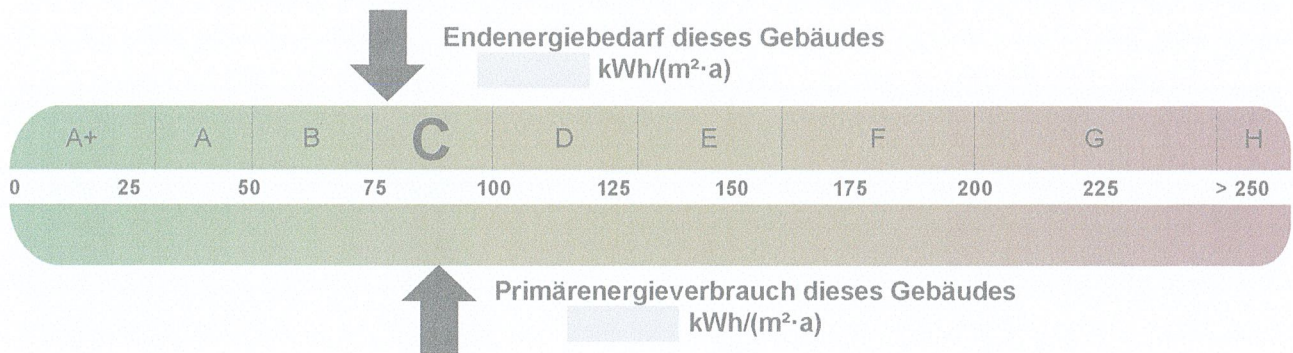 Endenergiebedarf dieses Gebäudes
kWh/(m²·a)
A+ A B C D E F G H
0 25 50 75 100 125 150 175 200 225 > 250
Primärenergieverbrauch dieses Gebäudes
kWh/(m²·a)